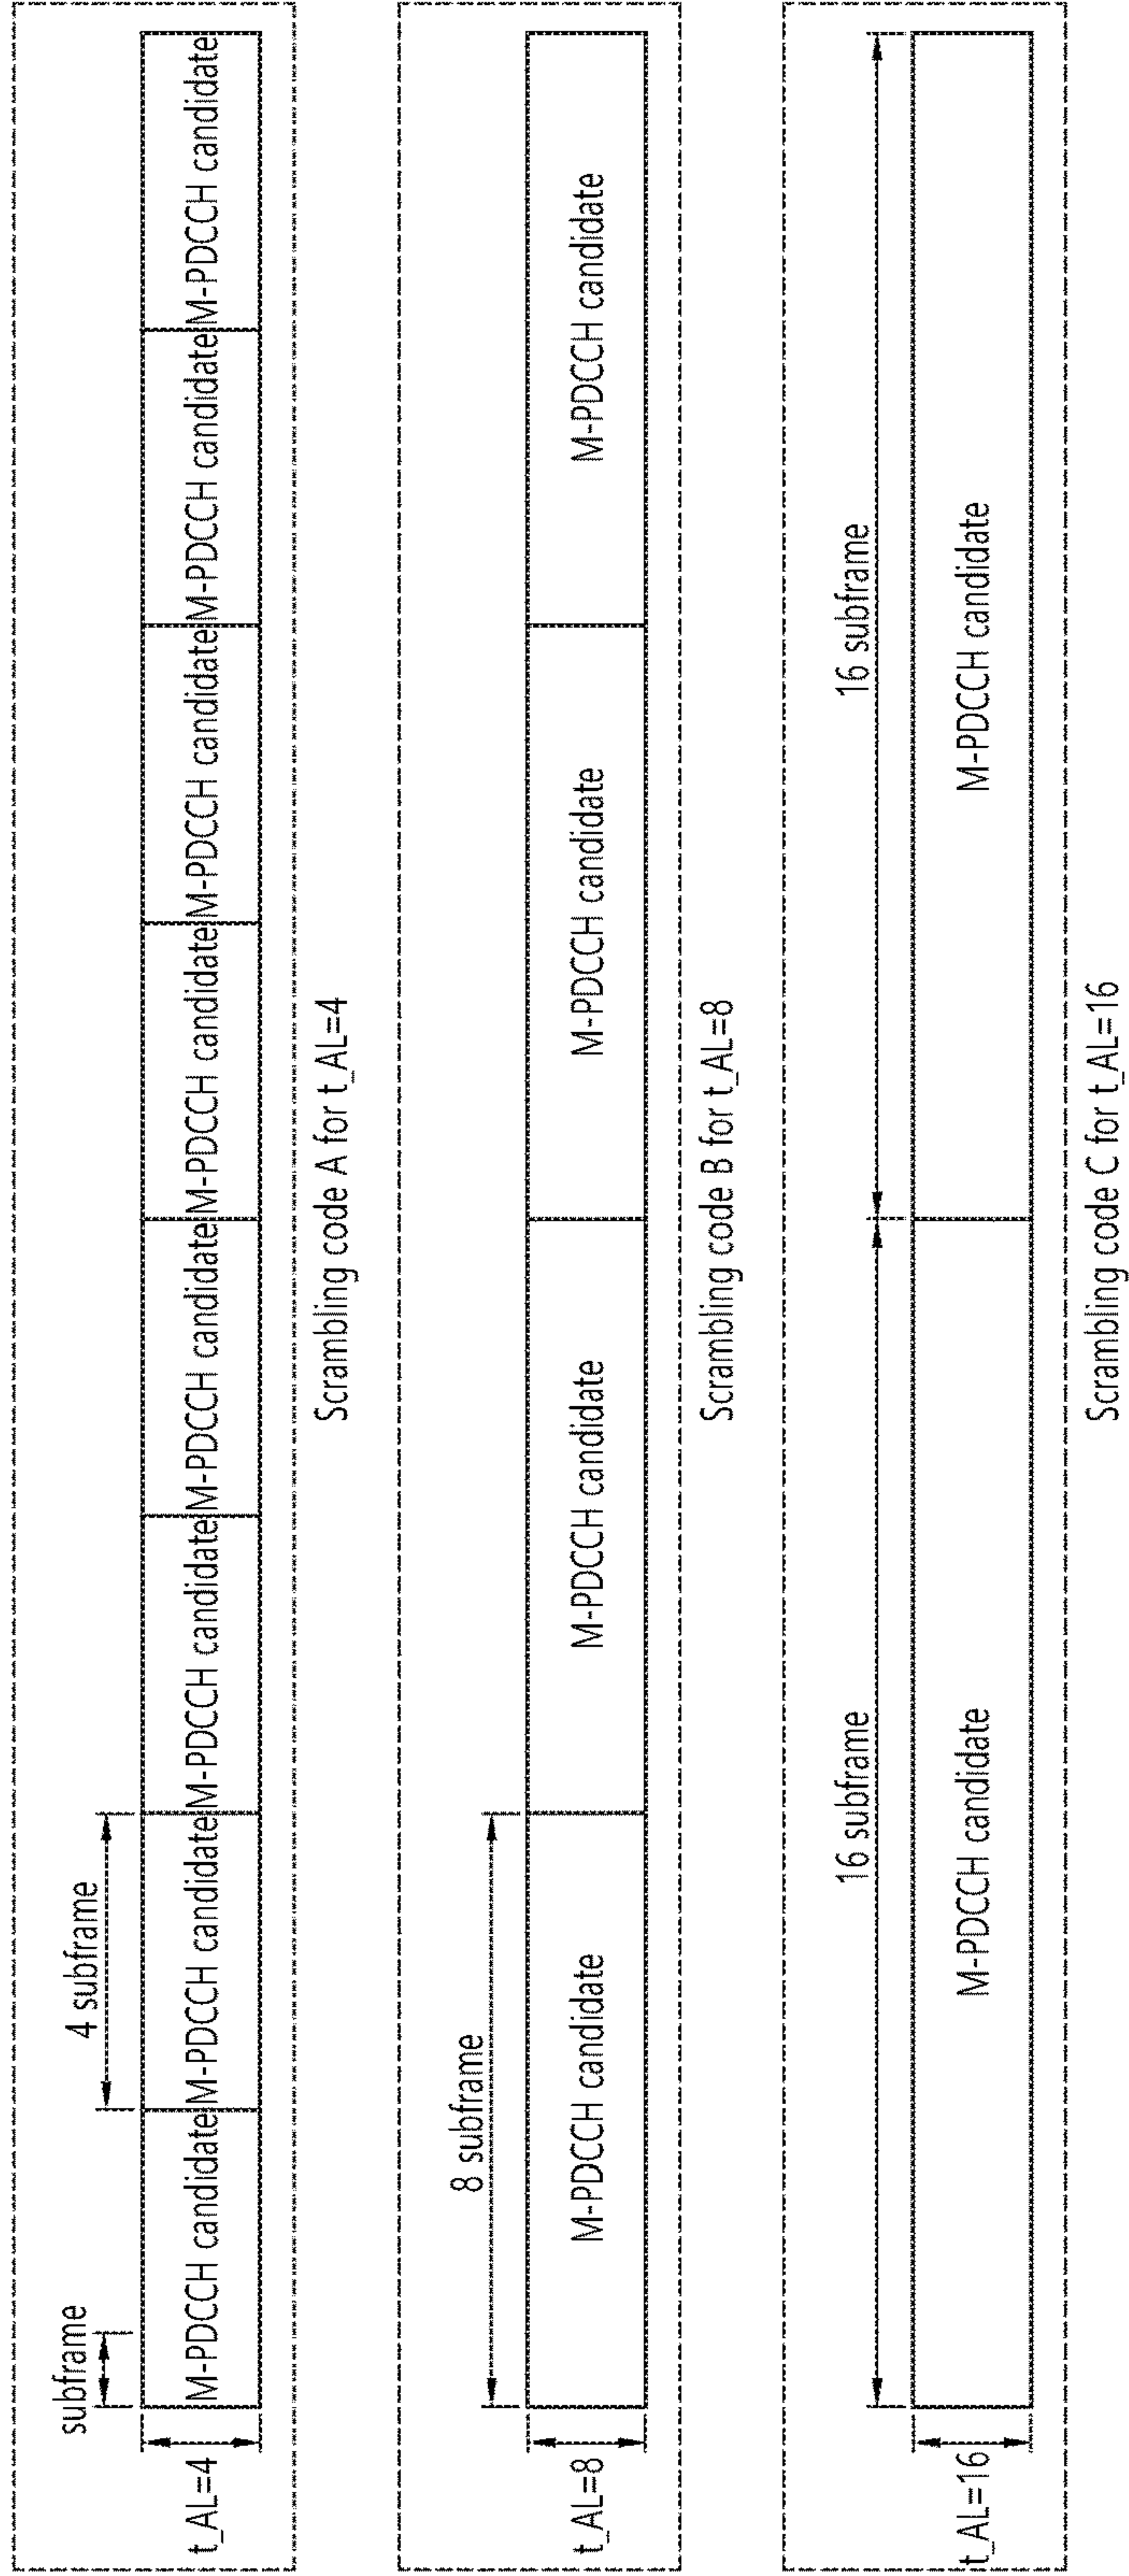 subframe
4 subframe
t_AL=4
M-PDCCH candidate
M-PDCCH candidate
M-PDCCH candidate
M-PDCCH candidate
M-PDCCH candidate
M-PDCCH candidate
M-PDCCH candidate
M-PDCCH candidate
Scrambling code A for t_AL=4
8 subframe
t_AL=8
M-PDCCH candidate
M-PDCCH candidate
M-PDCCH candidate
M-PDCCH candidate
Scrambling code B for t_AL=8
16 subframe
16 subframe
t_AL=16
M-PDCCH candidate
M-PDCCH candidate
Scrambling code C for t_AL=16